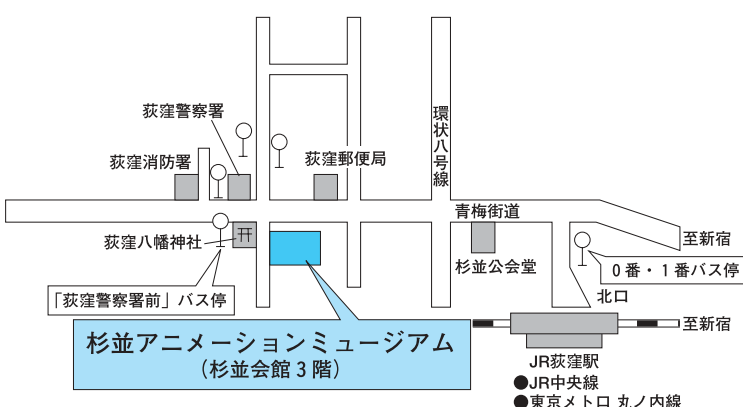 荻窪警察署
荻窪消防署
荻窪郵便局
環状八号線
青梅街道
至新宿
荻窪八幡神社
杉並公会堂
0番・1番バス停
「荻窪警察署前」バス停
北口
杉並アニメーションミュージアム
（杉並会館3階）
至新宿
JR荻窪駅
●JR中央線
●東京メトロ 丸ノ内線